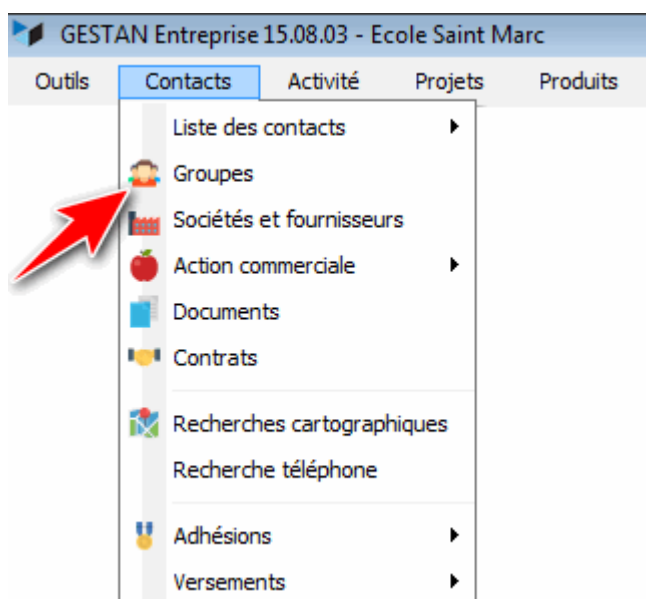 GESTAN Entreprise 15.08.03 - Ecole Saint Marc
Outils Contacts Activité Projets Produits
Liste des contacts
Groupes
Sociétés et fournisseurs
Action commerciale
Documents
Contrats
Recherches cartographiques
Recherche téléphone
Adhésions
Versements